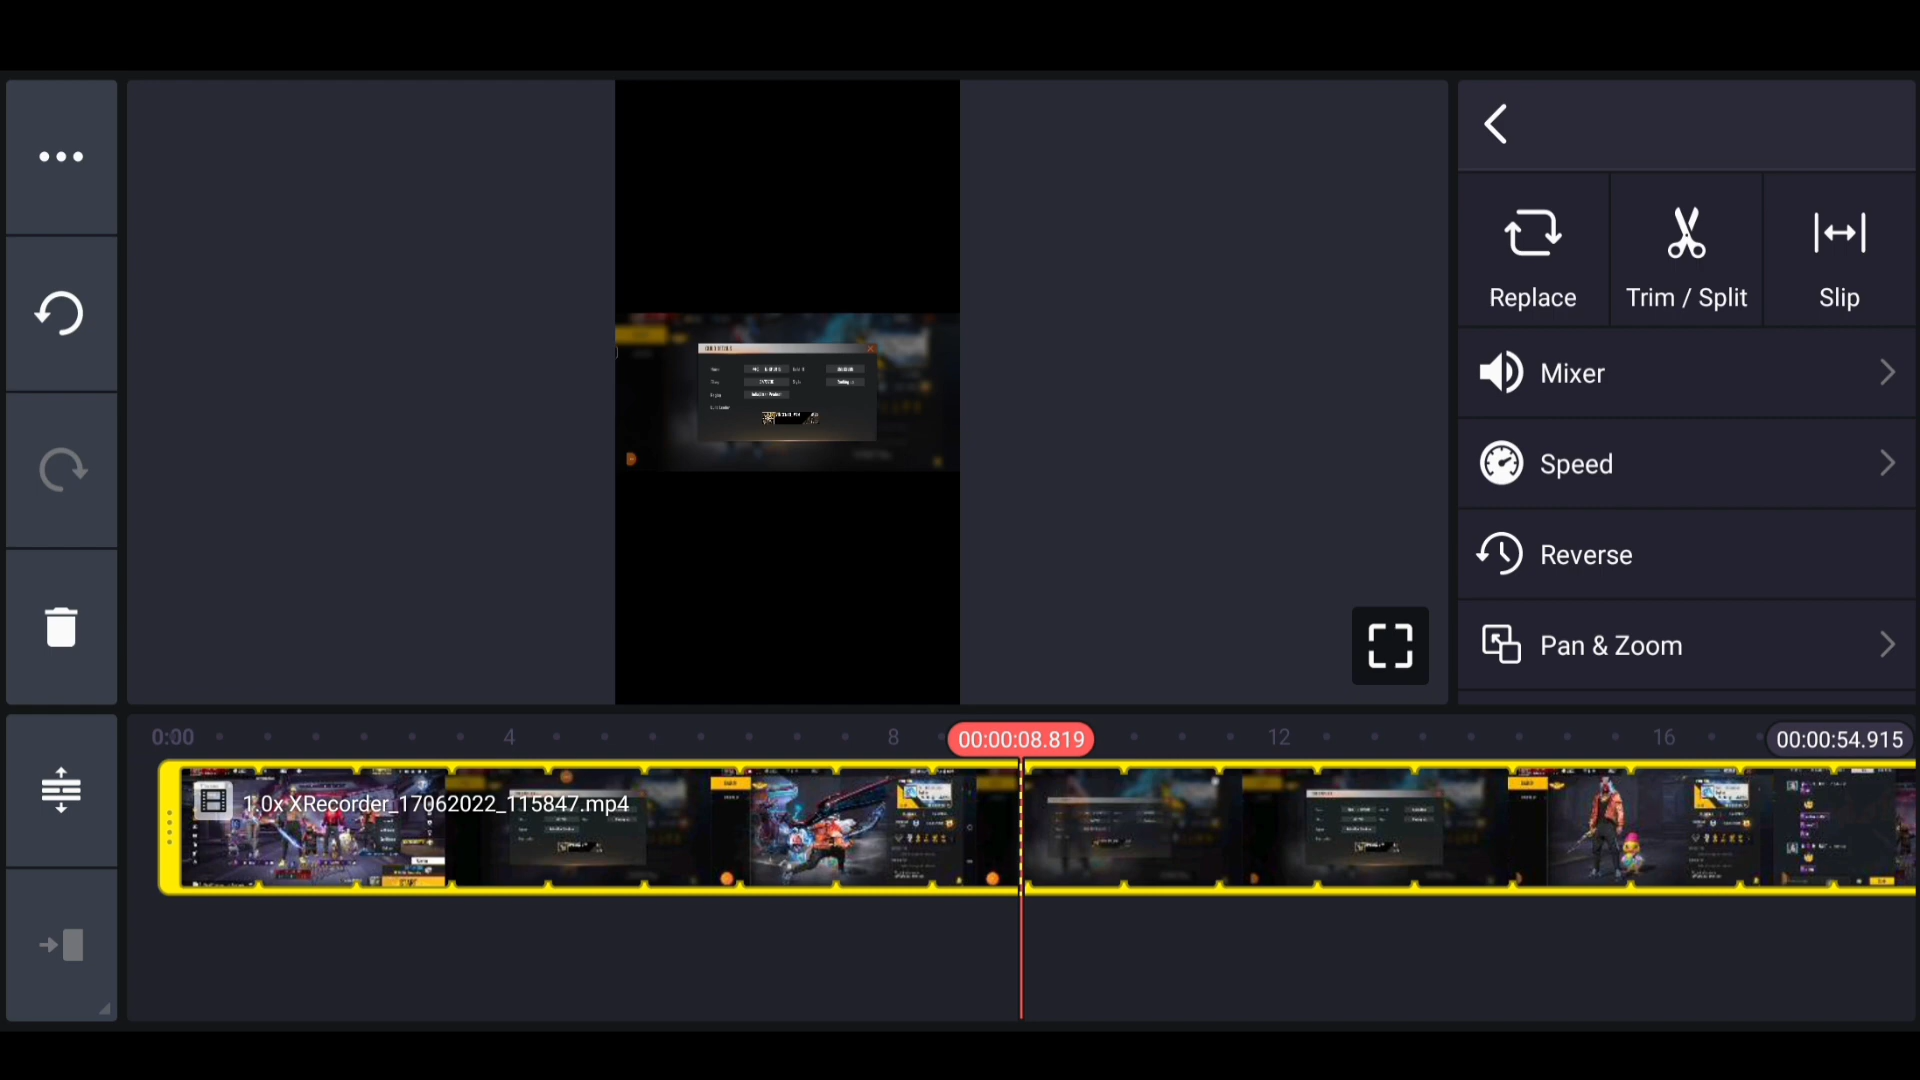 Replace
Trim / Split
Slip
Mixer
Speed
Reverse
Pan & Zoom
0:00
4
8
00:00:08.819
12
16
00:00:54.915
1.0x XRecorder_17062022_115847.mp4